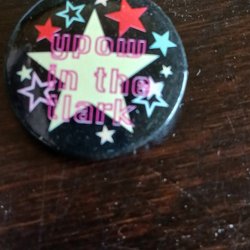 glow
in the
dark